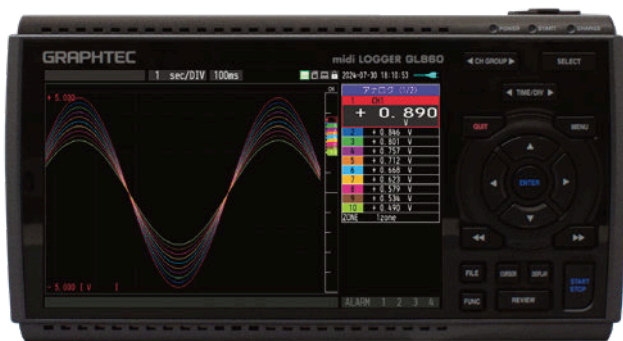 POWER START CHARGE
GRAPHTEC midi LOGGER GL860
◀ CH GROUP ▶ SELECT
1 sec/DIV 100ms 2024-07-30 18:10:53
◀ TIME/DIV ▶
+ 5.000
CH
アナログ (1/2)
1 CH1
+ 0.890
V
2 + 0.846 V
3 + 0.801 V
4 + 0.757 V
5 + 0.712 V
6 + 0.668 V
7 + 0.623 V
8 + 0.579 V
9 + 0.534 V
10 + 0.490 V
ZONE 1zone
- 5.000 [ V ]
ALARM 1 2 3 4
QUIT MENU
ENTER
FILE CURSOR DISPLAY
START
STOP
FUNC REVIEW